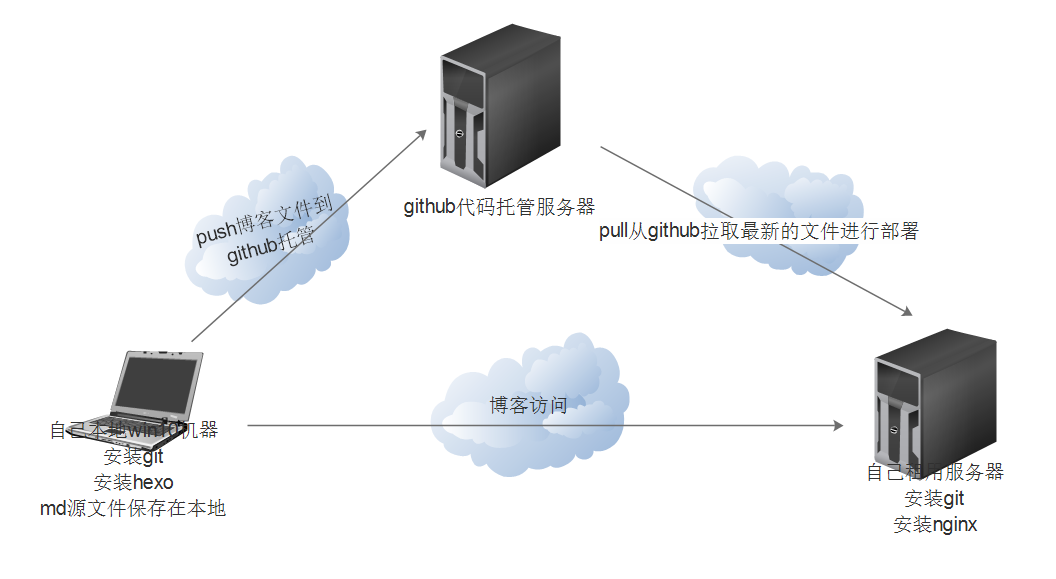 github代码托管服务器
push博客文件到
github托管
pull从github拉取最新的文件进行部署
博客访问
自己本地win10机器
安装git
安装hexo
md源文件保存在本地
自己租用服务器
安装git
安装nginx